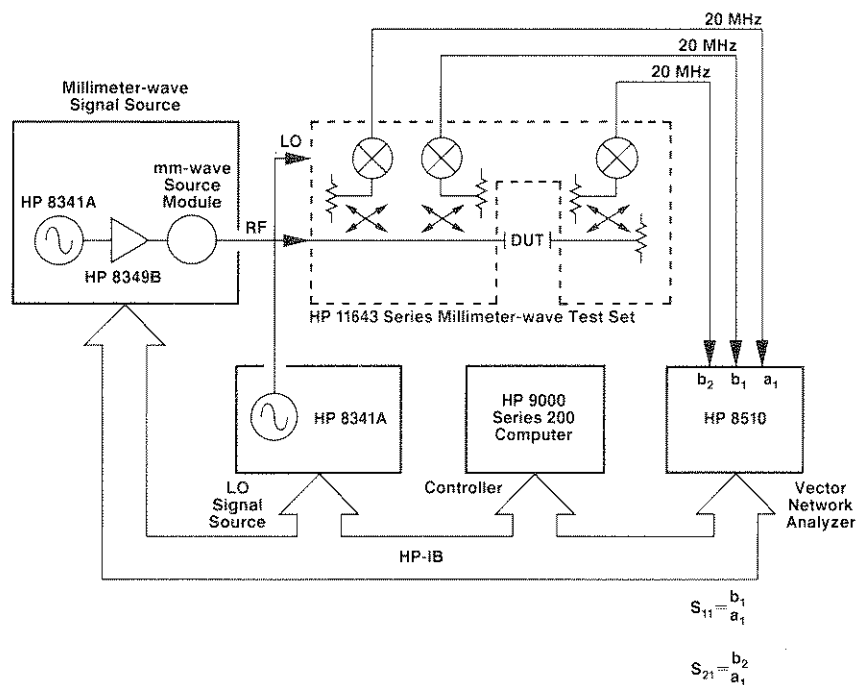 20 MHz
20 MHz
20 MHz
Millimeter-wave
Signal Source
LO
mm-wave
Source
Module
HP 8341A
HP 8349B
RF
DUT
HP 11643 Series Millimeter-wave Test Set
b2 b1 a1
HP 8341A
HP 9000
Series 200
Computer
HP 8510
LO
Signal
Source
Controller
Vector
Network
Analyzer
HP-IB
S11=b1/a1
S21=b2/a1